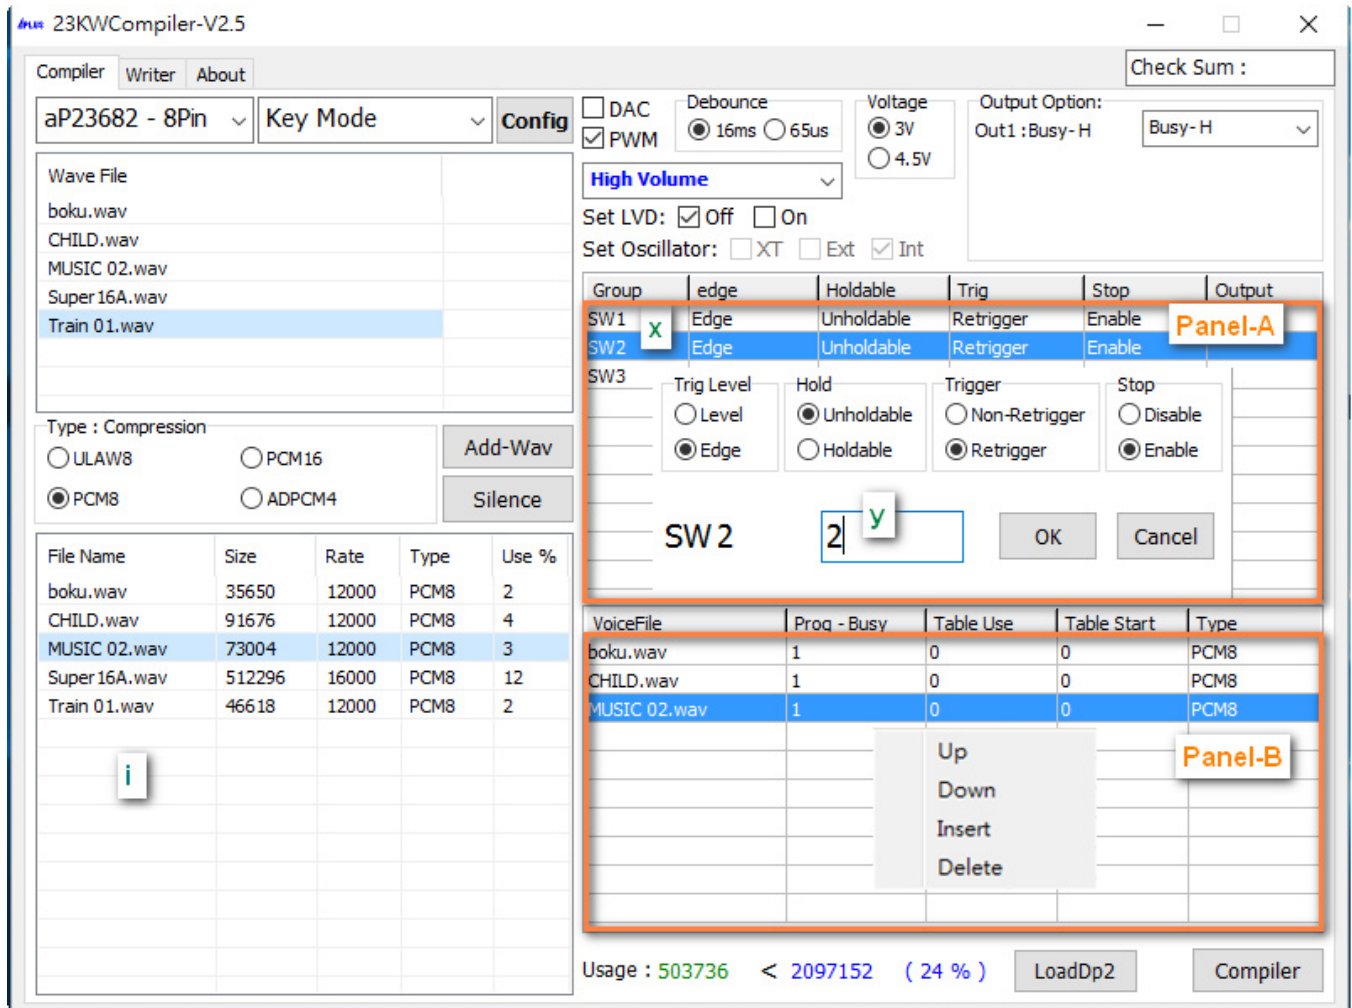 aPLUS 23KWCompiler-V2.5
Compiler Writer About
Check Sum :
aP23682 - 8Pin Key Mode Config
Wave File
boku.wav
CHILD.wav
MUSIC 02.wav
Super16A.wav
Train 01.wav
Type : Compression
ULAW8 PCM16
PCM8 ADPCM4
Add-Wav
Silence
File Name Size Rate Type Use %
boku.wav 35650 12000 PCM8 2
CHILD.wav 91676 12000 PCM8 4
MUSIC 02.wav 73004 12000 PCM8 3
Super16A.wav 512296 16000 PCM8 12
Train 01.wav 46618 12000 PCM8 2
i
DAC
PWM
Debounce
16ms 65us
Voltage
3V
4.5V
Output Option:
Out1 :Busy-H Busy-H
High Volume
Set LVD: Off On
Set Oscillator: XT Ext Int
Group edge Holdable Trig Stop Output
SW1 Edge Unholdable Retrigger Enable
x
Panel-A
SW2 Edge Unholdable Retrigger Enable
SW3
Trig Level Hold Trigger Stop
Level Unholdable Non-Retrigger Disable
Edge Holdable Retrigger Enable
SW 2 2 y OK Cancel
VoiceFile Prog - Busy Table Use Table Start Type
boku.wav 1 0 0 PCM8
CHILD.wav 1 0 0 PCM8
MUSIC 02.wav 1 0 0 PCM8
Panel-B
Up
Down
Insert
Delete
Usage : 503736 < 2097152 ( 24 % ) LoadDp2 Compiler